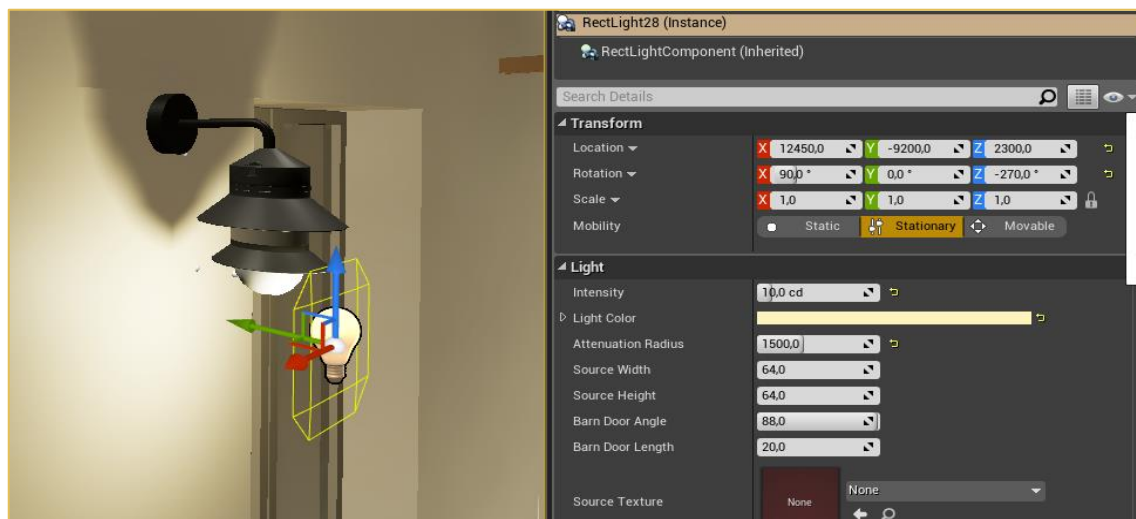 RectLight28 (Instance)
RectLightComponent (Inherited)
Search Details
Transform
Location X 12450,0 Y -9200,0 Z 2300,0
Rotation X 90,0 ° Y 0,0 ° Z -270,0 °
Scale X 1,0 Y 1,0 Z 1,0
Mobility Static Stationary Movable
Light
Intensity 10,0 cd
Light Color
Attenuation Radius 1500,0
Source Width 64,0
Source Height 64,0
Barn Door Angle 88,0
Barn Door Length 20,0
None
Source Texture None